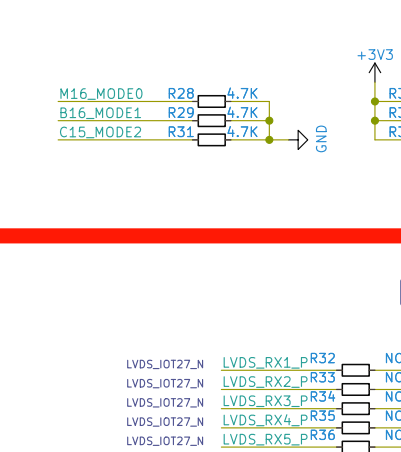 +3V3
M16_MODE0 R28 4.7K
B16_MODE1 R29 4.7K
C15_MODE2 R31 4.7K
GND
LVDS_IOT27_N LVDS_RX1_P R32
LVDS_IOT27_N LVDS_RX2_P R33
LVDS_IOT27_N LVDS_RX3_P R34
LVDS_IOT27_N LVDS_RX4_P R35
LVDS_IOT27_N LVDS_RX5_P R36